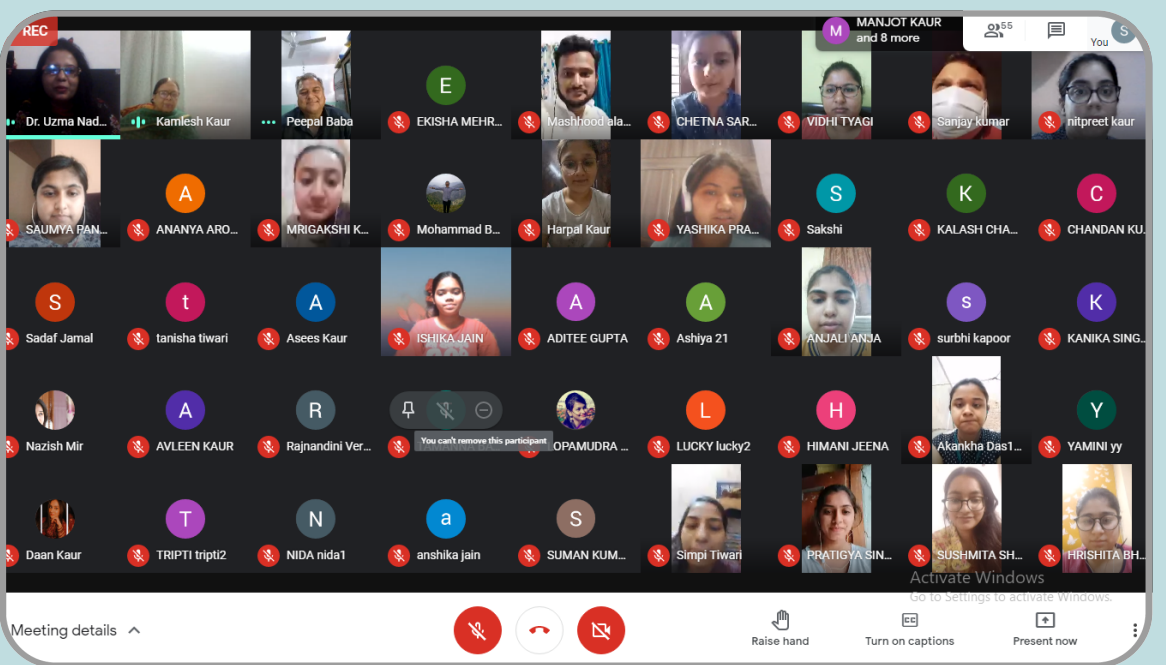 REC
M MANJOT KAUR
and 8 more
55
You
S
Dr. Uzma Nad...
Kamlesh Kaur
Peepal Baba
E
EKISHA MEHR...
Mashhood ala...
CHETNA SAR...
VIDHI TYAGI
Sanjay kumar
nitpreet kaur
SAUMYA PAN...
A
ANANYA ARO...
MRIGAKSHI K...
Mohammad B...
Harpal Kaur
YASHIKA PRA...
S
Sakshi
K
KALASH CHA...
C
CHANDAN KU.
S
Sadaf Jamal
t
tanisha tiwari
A
Asees Kaur
ISHIKA JAIN
A
ADITEE GUPTA
A
Ashiya 21
ANJALI ANJA
s
surbhi kapoor
K
KANIKA SING..
Nazish Mir
A
AVLEEN KAUR
R
Rajnandini Ver...
You can't remove this participant
OPAMUDRA ...
L
LUCKY lucky2
H
HIMANI JEENA
Akankha Das1...
Y
YAMINI yy
Daan Kaur
T
TRIPTI tripti2
N
NIDA nida1
a
anshika jain
S
SUMAN KUM...
Simpi Tiwari
PRATIGYA SIN...
SUSHMITA SH...
HRISHITA BH...
Activate Windows
Go to Settings to activate Windows.
Meeting details
Raise hand
CC
Turn on captions
Present now